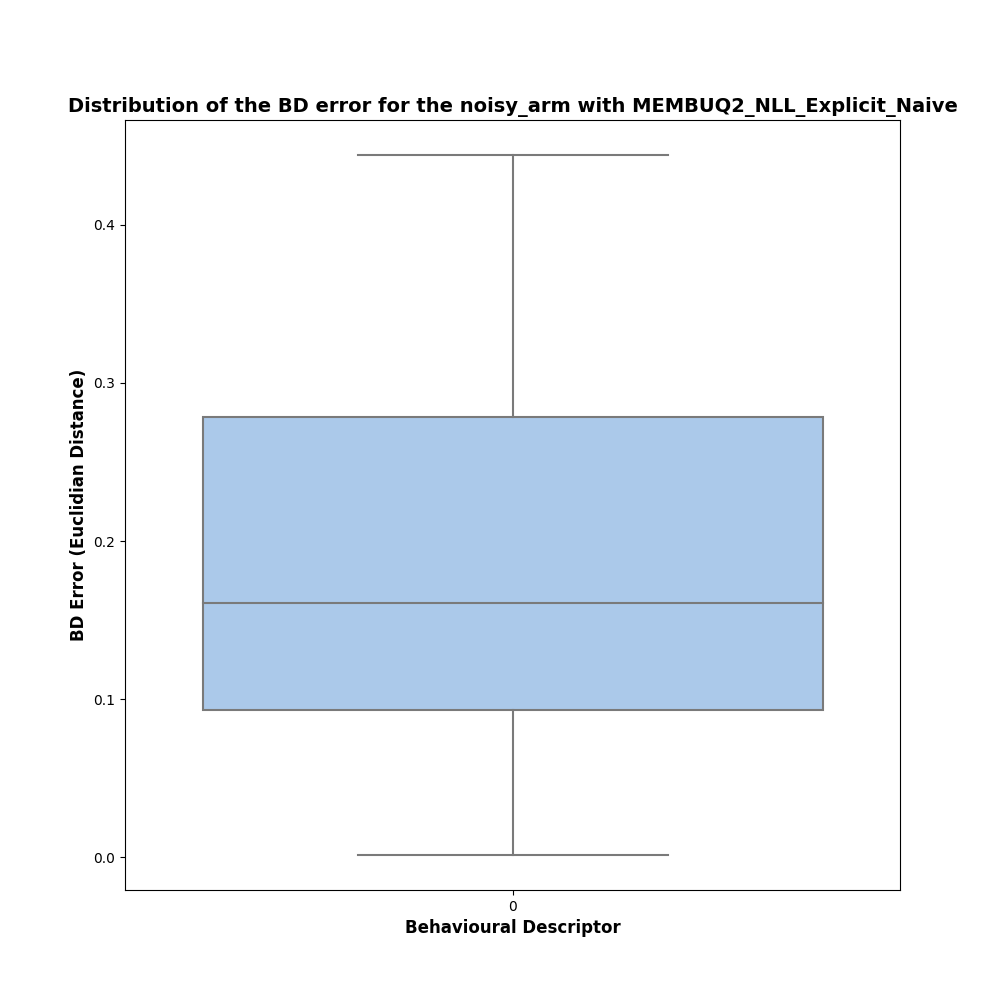 Distribution of the BD error for the noisy_arm with MEMBUQ2_NLL_Explicit_Naive
BD Error (Euclidian Distance)
0.4
0.3
0.2
0.1
0.0
0
Behavioural Descriptor